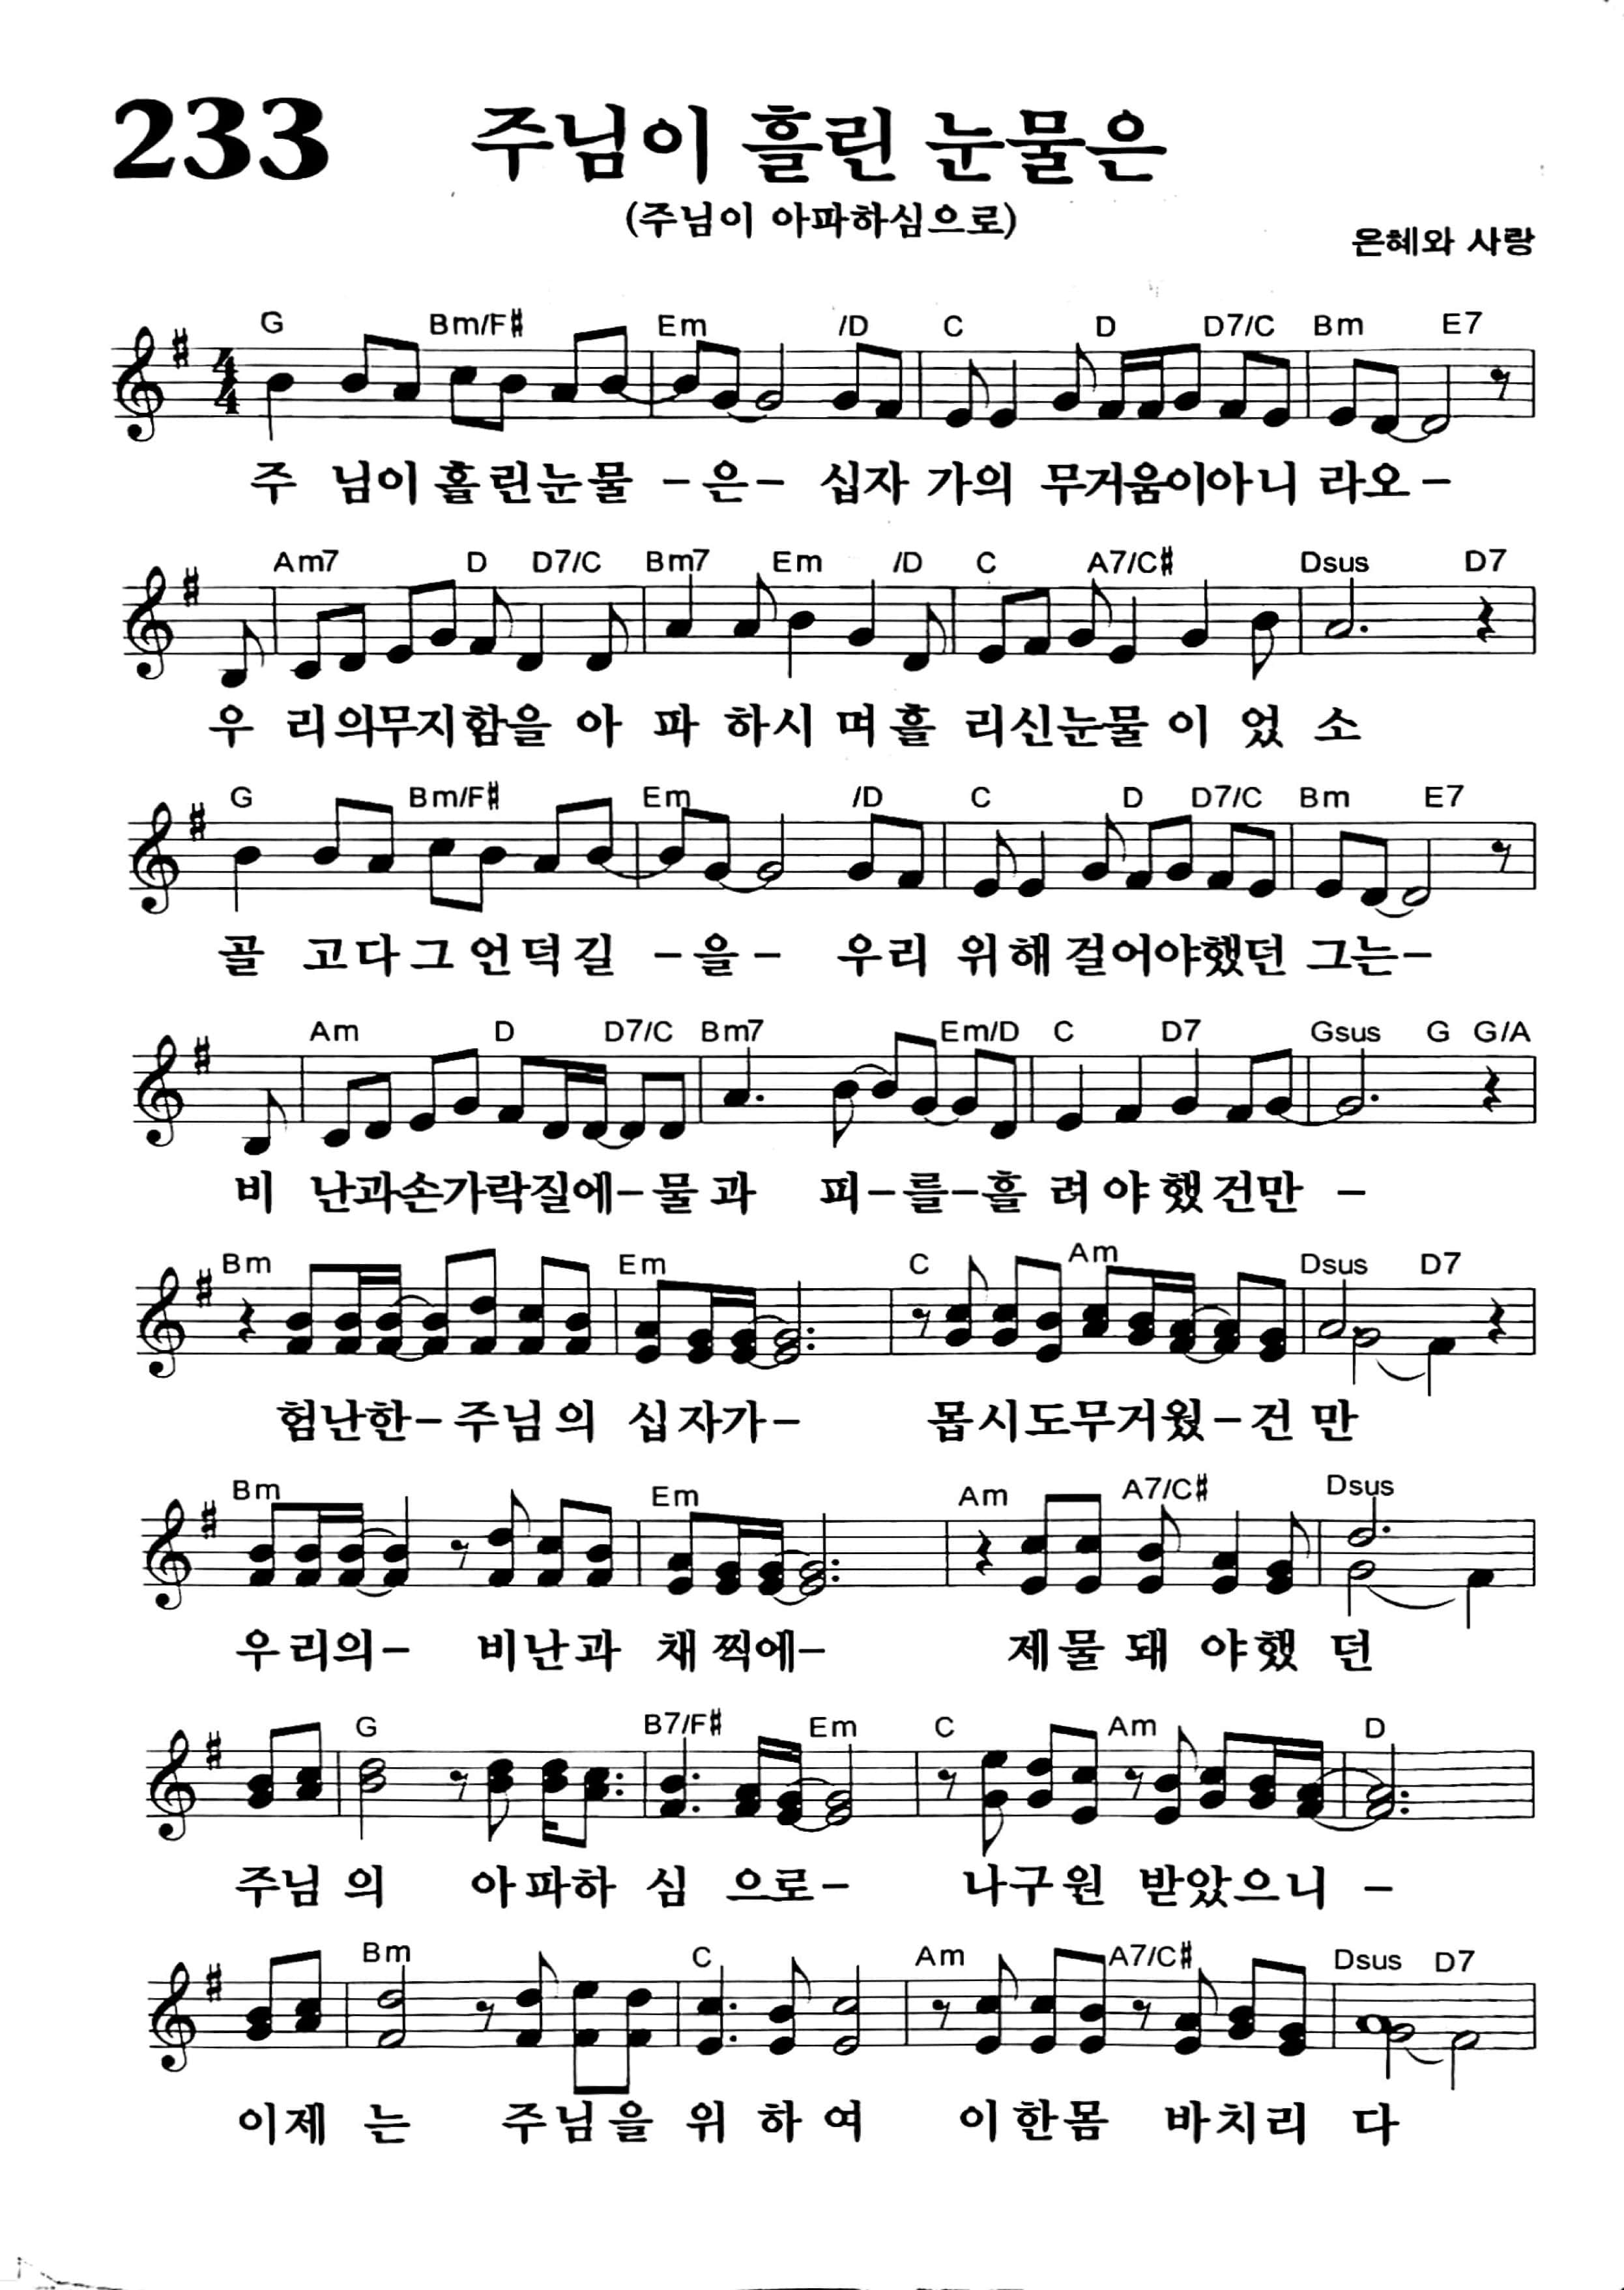 233
주님이 흘린 눈물은
(주님이 아파하심으로)
은혜와 사랑
G Bm/F# Em /D C D D7/C Bm E7
주 님이 흘린눈물 -은- 십자 가의 무거움이아니 라오-
Am7 D D7/C Bm7 Em /D C A7/C# Dsus D7
우 리의무지함을 아 파 하시 며 흘 리신눈물 이 었 소
G Bm/F# Em /D C D D7/C Bm E7
골 고다그 언덕길 -을- 우리 위해 걸어야했던 그는-
Am D D7/C Bm7 Em/D C D7 Gsus G G/A
비 난과손가락질에-물과 피-를-흘 려야했건만 -
Bm Em C Am Dsus D7
험난한-주님의 십자가- 몹시도무거웠-건 만
Bm Em Am A7/C# Dsus
우리의- 비난과 채찍에- 제물 돼 야했 던
G B7/F# Em C Am D
주님 의 아파하 심 으로- 나구원 받았으니 -
Bm C Am A7/C# Dsus D7
이제 는 주님을 위 하 여 이한몸 바치리 다
4
4